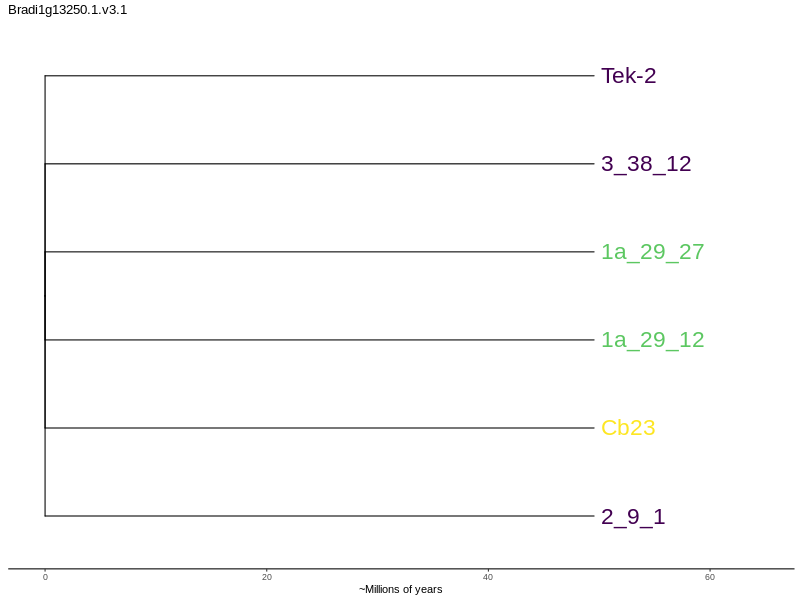 Bradi1g13250.1.v3.1
Tek-2
3_38_12
1a_29_27
1a_29_12
Cb23
2_9_1
0 20 40 60
~Millions of years